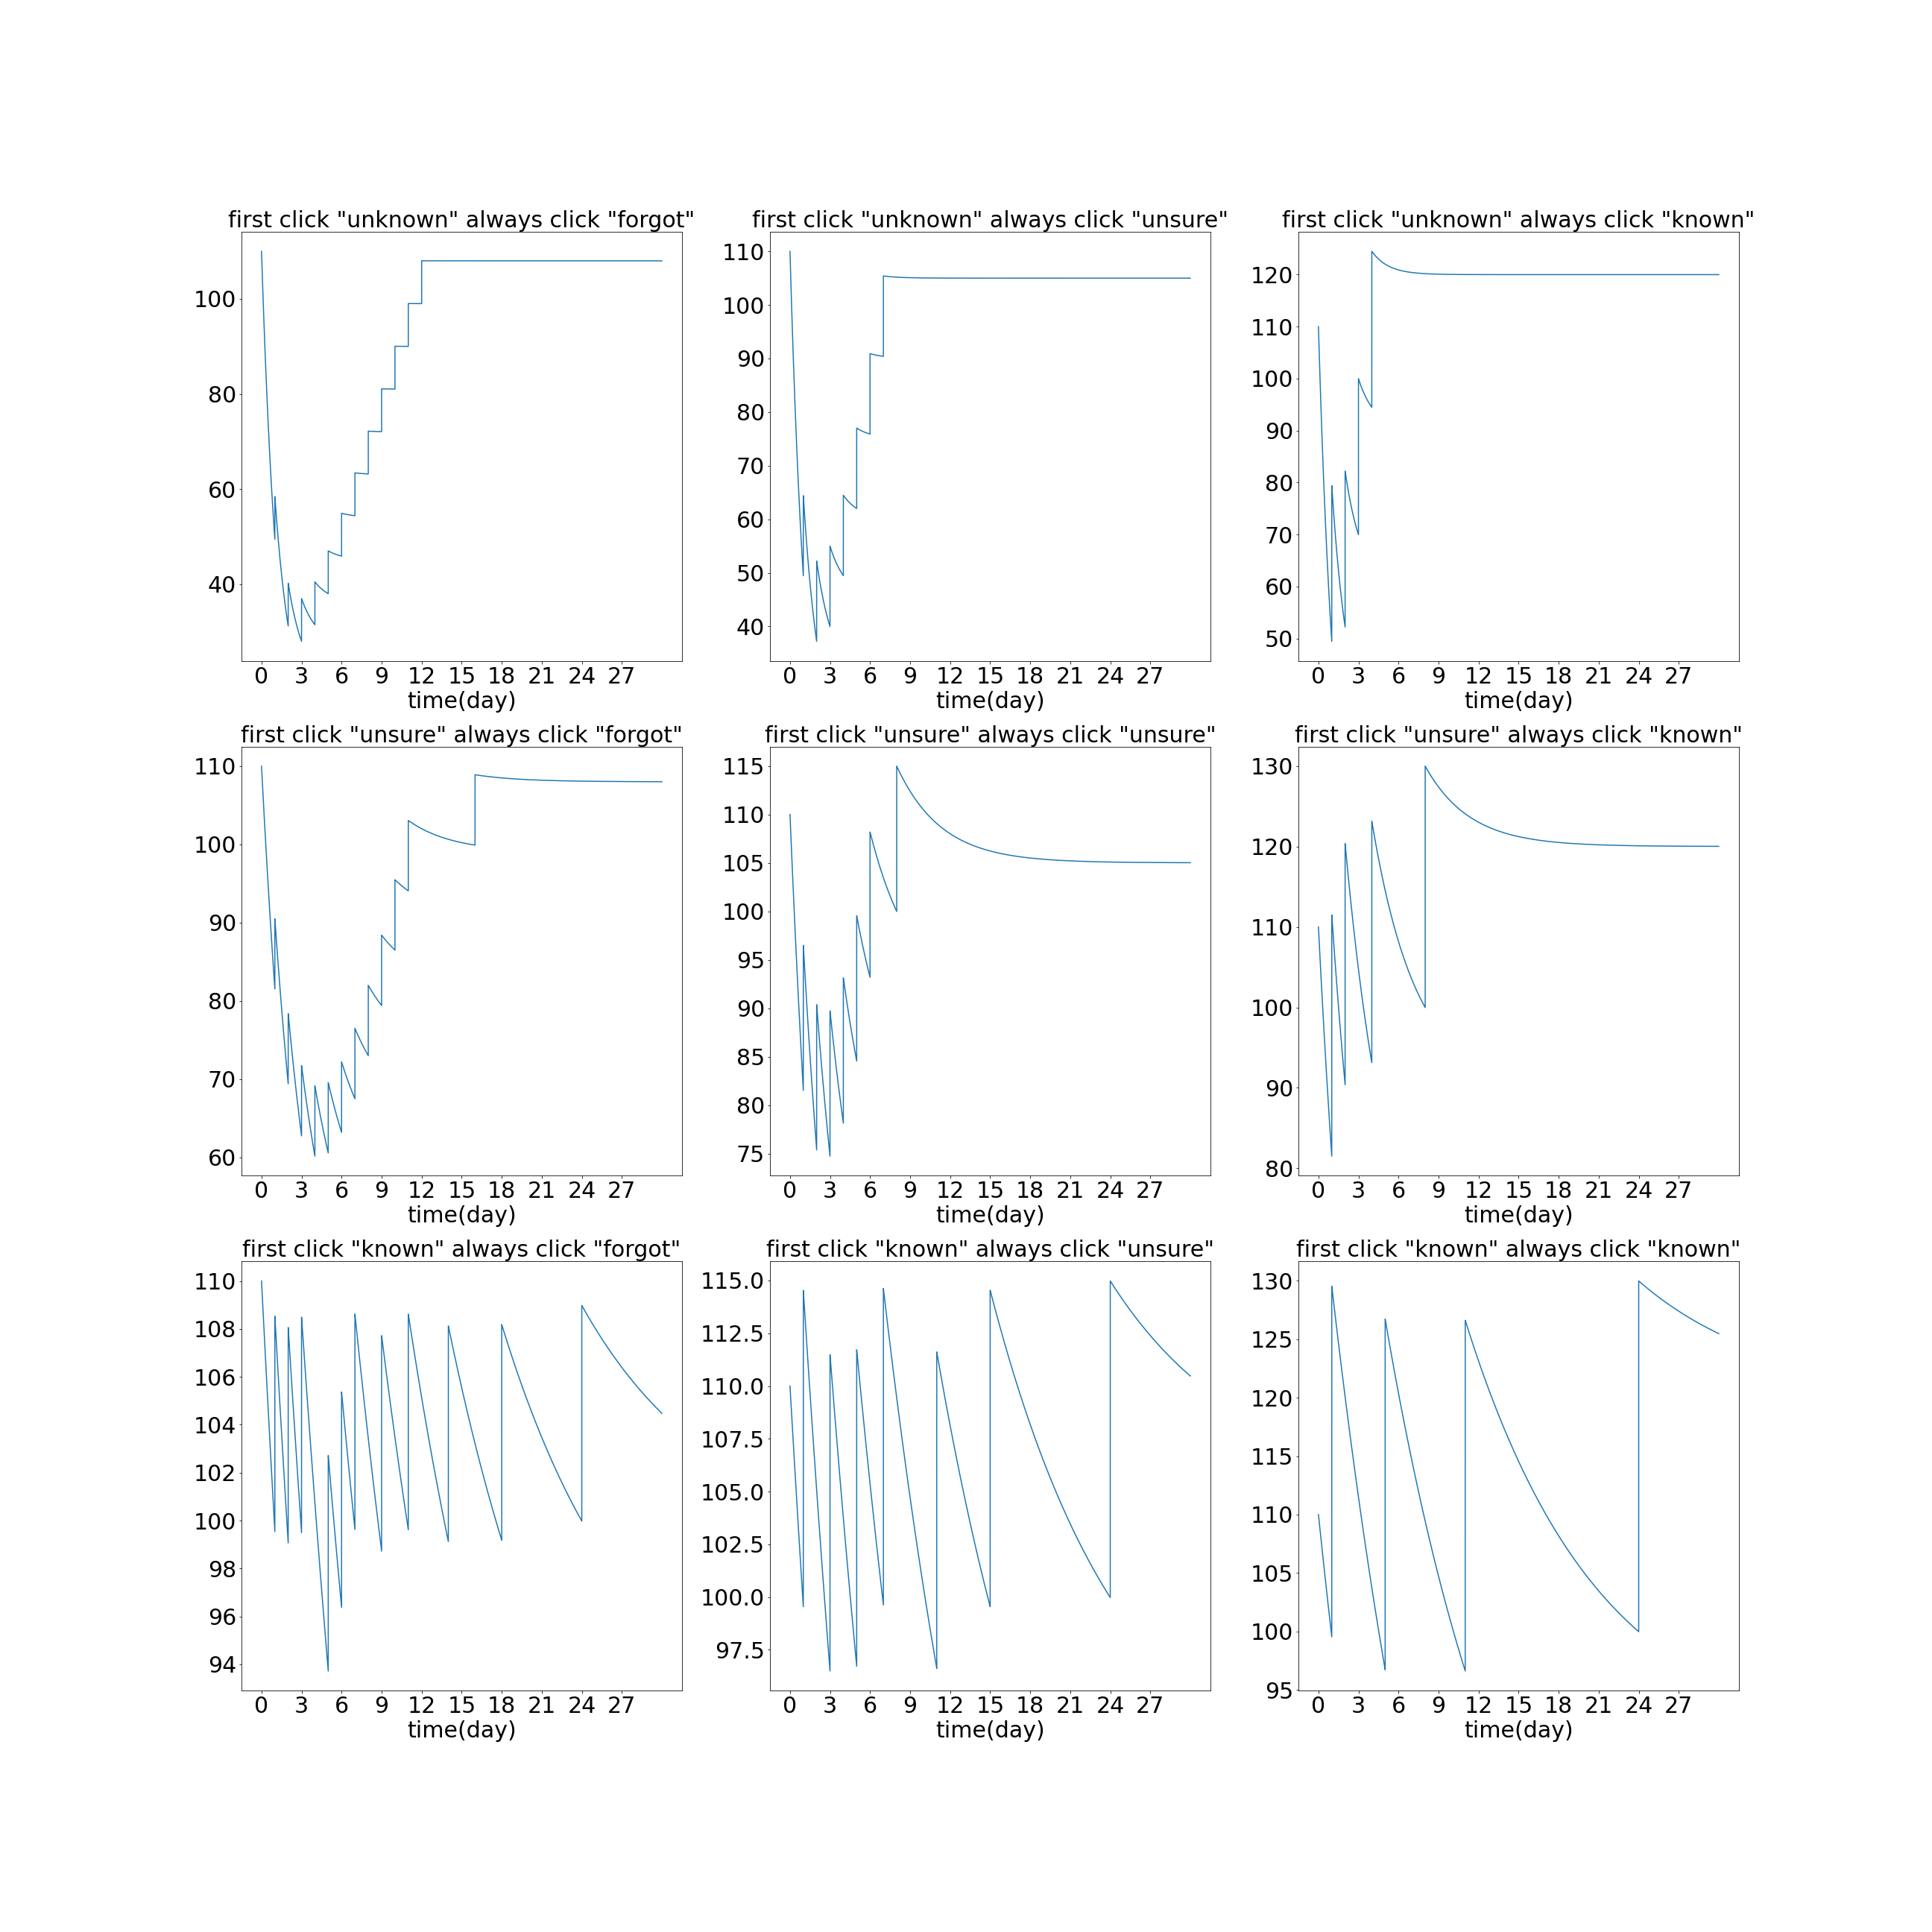 first click "unknown" always click "forgot"
100
80
60
40
0 3 6 9 12 15 18 21 24 27
time(day)
first click "unknown" always click "unsure"
110
100
90
80
70
60
50
40
0 3 6 9 12 15 18 21 24 27
time(day)
first click "unknown" always click "known"
120
110
100
90
80
70
60
50
0 3 6 9 12 15 18 21 24 27
time(day)
first click "unsure" always click "forgot"
110
100
90
80
70
60
0 3 6 9 12 15 18 21 24 27
time(day)
first click "unsure" always click "unsure"
115
110
105
100
95
90
85
80
75
0 3 6 9 12 15 18 21 24 27
time(day)
first click "unsure" always click "known"
130
120
110
100
90
80
0 3 6 9 12 15 18 21 24 27
time(day)
first click "known" always click "forgot"
110
108
106
104
102
100
98
96
94
0 3 6 9 12 15 18 21 24 27
time(day)
first click "known" always click "unsure"
115.0
112.5
110.0
107.5
105.0
102.5
100.0
97.5
0 3 6 9 12 15 18 21 24 27
time(day)
first click "known" always click "known"
130
125
120
115
110
105
100
95
0 3 6 9 12 15 18 21 24 27
time(day)